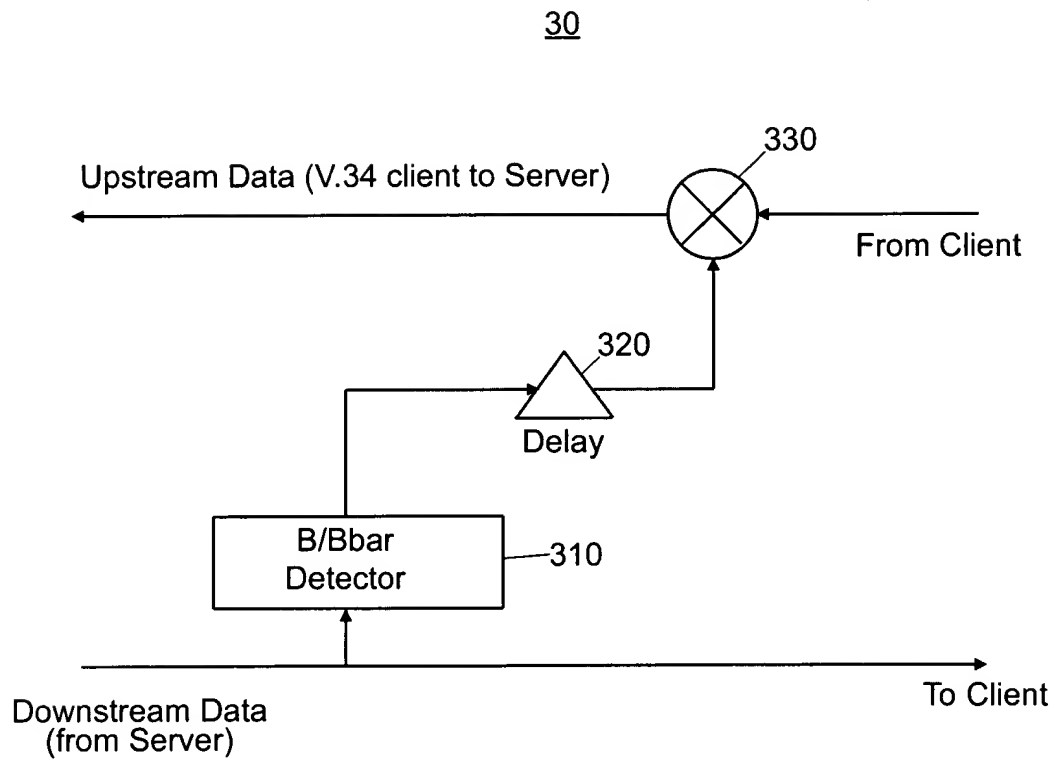 30
330
Upstream Data (V.34 client to Server)
From Client
320
Delay
B/Bbar
Detector
310
To Client
Downstream Data
(from Server)